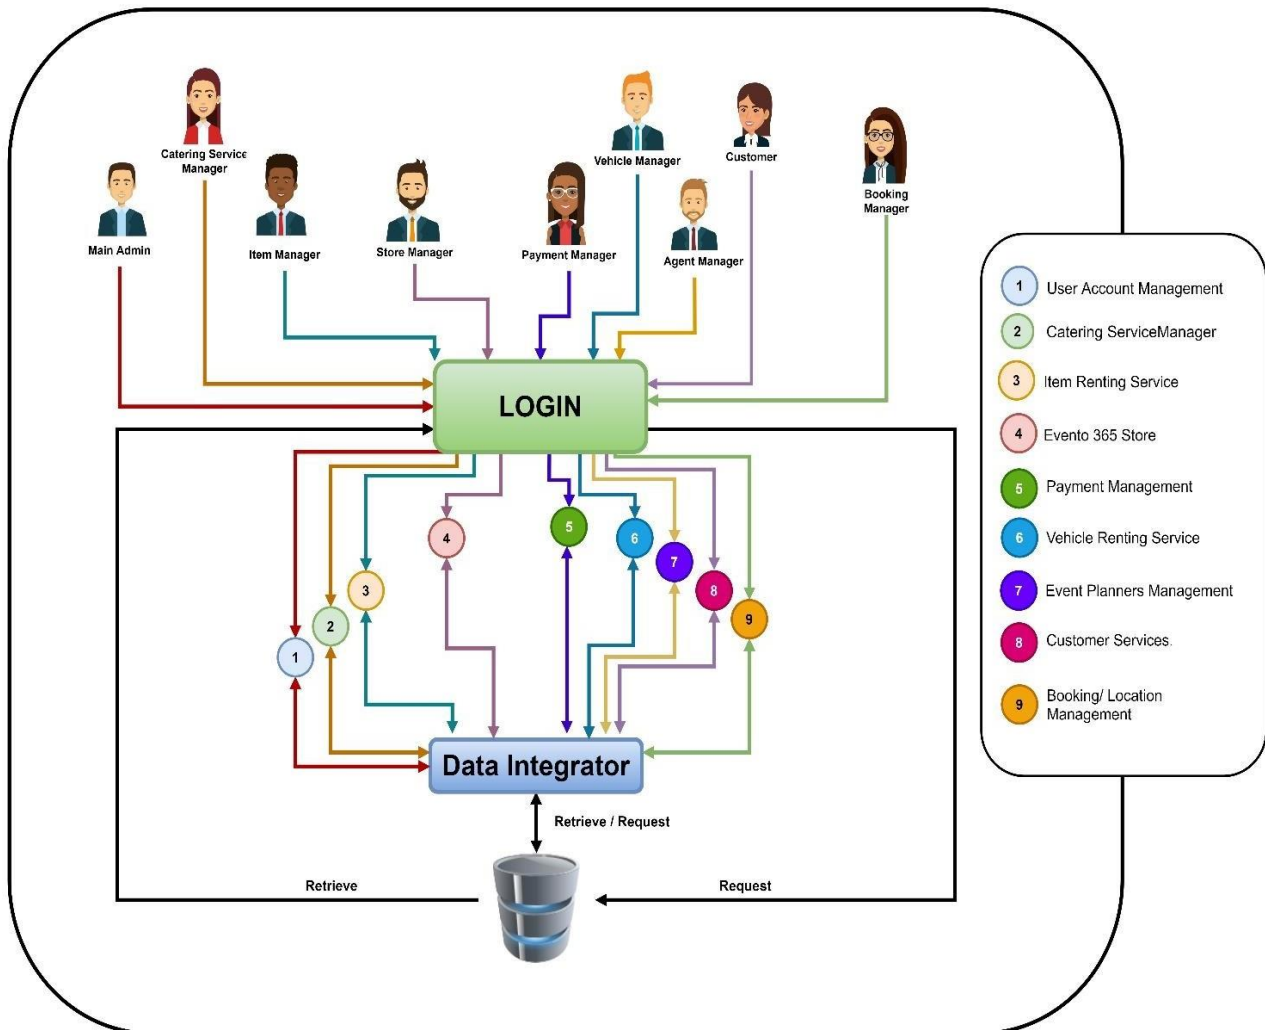 Catering Service
Manager
Main Admin
Item Manager
Store Manager
Payment Manager
Vehicle Manager
Agent Manager
Customer
Booking
Manager
LOGIN
1
2
3
4
5
6
7
8
9
Data Integrator
Retrieve / Request
Retrieve
Request
1 User Account Management
2 Catering ServiceManager
3 Item Renting Service
4 Evento 365 Store
5 Payment Management
6 Vehicle Renting Service
7 Event Planners Management
8 Customer Services.
9 Booking/ Location
Management